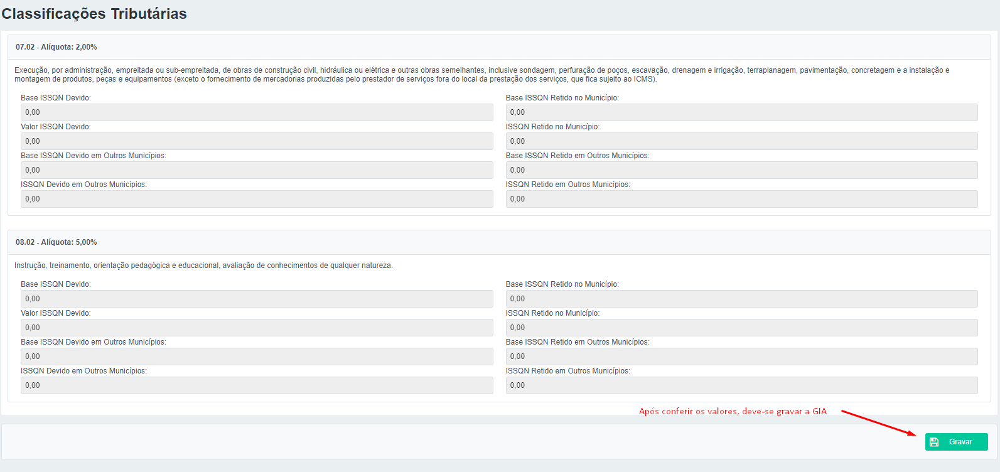 Classificações Tributárias
07.02 - Alíquota: 2,00%
Execução, por administração, empreitada ou sub-empreitada, de obras de construção civil, hidráulica ou elétrica e outras obras semelhantes, inclusive sondagem, perfuração de poços, escavação, drenagem e irrigação, terraplanagem, pavimentação, concretagem e a instalação e
montagem de produtos, peças e equipamentos (exceto o fornecimento de mercadorias produzidas pelo prestador de serviços fora do local da prestação dos serviços, que fica sujeito ao ICMS).
Base ISSQN Devido:
0,00
Valor ISSQN Devido:
0,00
Base ISSQN Devido em Outros Municípios:
0,00
ISSQN Devido em Outros Municípios:
0,00
Base ISSQN Retido no Município:
0,00
ISSQN Retido no Município:
0,00
Base ISSQN Retido em Outros Municípios:
0,00
ISSQN Retido em Outros Municípios:
0,00
08.02 - Alíquota: 5,00%
Instrução, treinamento, orientação pedagógica e educacional, avaliação de conhecimentos de qualquer natureza.
Base ISSQN Devido:
0,00
Valor ISSQN Devido:
0,00
Base ISSQN Devido em Outros Municípios:
0,00
ISSQN Devido em Outros Municípios:
0,00
Base ISSQN Retido no Município:
0,00
ISSQN Retido no Município:
0,00
Base ISSQN Retido em Outros Municípios:
0,00
ISSQN Retido em Outros Municípios:
0,00
Após conferir os valores, deve-se gravar a GIA
Gravar